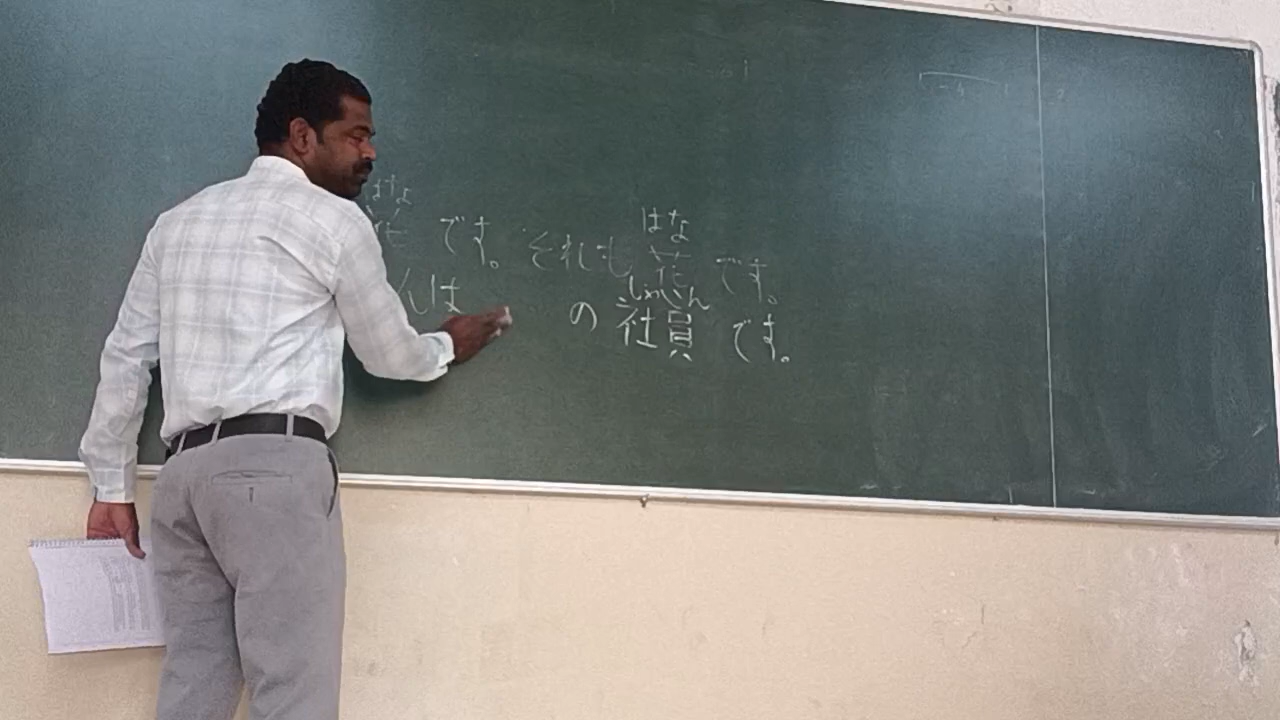 はな はな
花 です。それも 花 です。
しゃいん
んは の 社員 です。